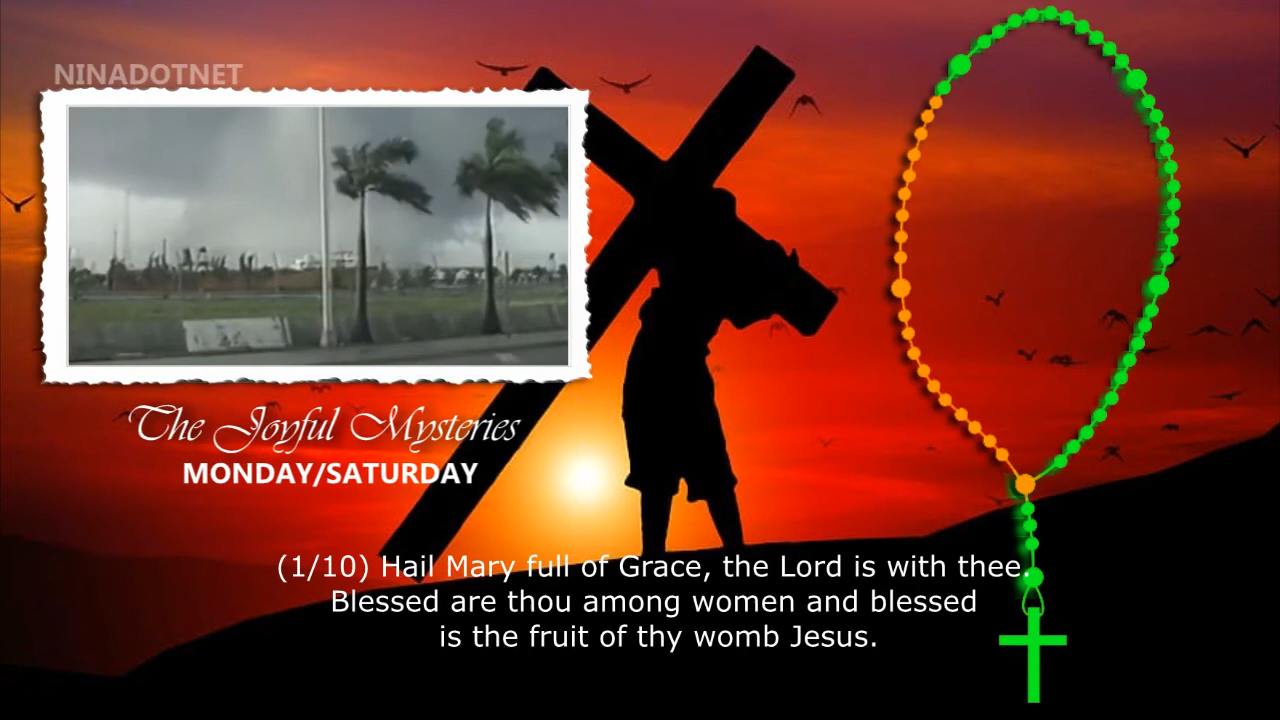 NINADOTNET
The Joyful Mysteries
MONDAY/SATURDAY
(1/10) Hail Mary full of Grace, the Lord is with thee.
Blessed are thou among women and blessed
is the fruit of thy womb Jesus.